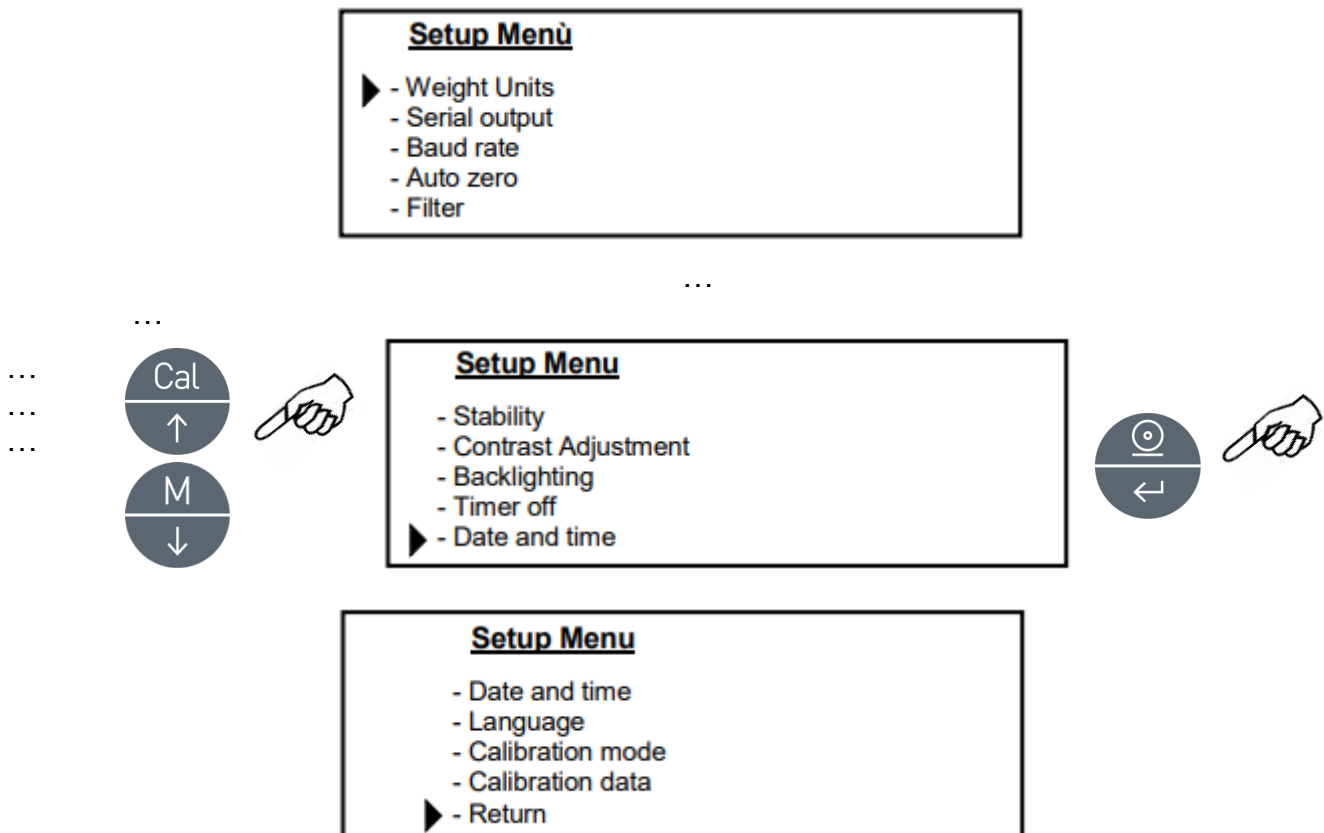 Setup Menù
- Weight Units
- Serial output
- Baud rate
- Auto zero
- Filter
…
…
…
…
…
Cal
↑
M
↓
Setup Menu
- Stability
- Contrast Adjustment
- Backlighting
- Timer off
- Date and time
Setup Menu
- Date and time
- Language
- Calibration mode
- Calibration data
- Return